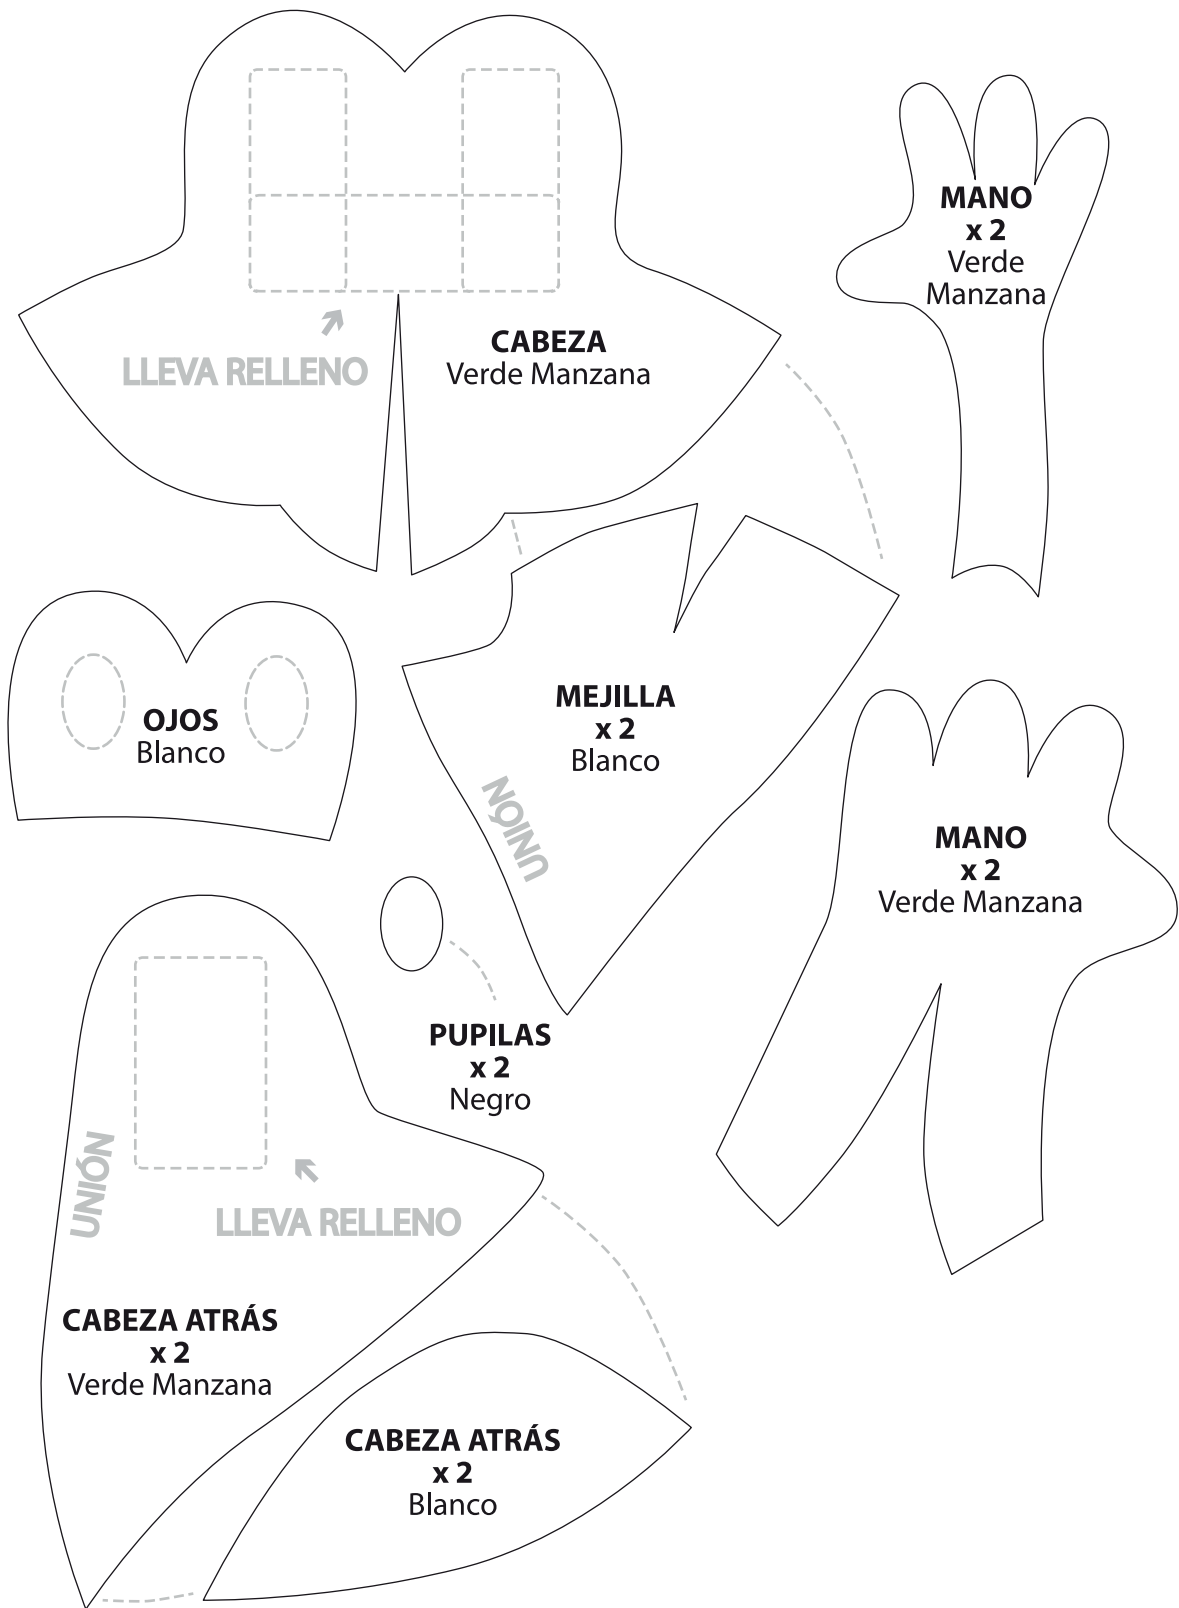 MANO
x 2
Verde
Manzana
CABEZA
Verde Manzana
LLEVA RELLENO
MEJILLA
x 2
Blanco
OJOS
Blanco
UNIÓN
MANO
x 2
Verde Manzana
PUPILAS
x 2
Negro
UNIÓN
LLEVA RELLENO
CABEZA ATRÁS
x 2
Verde Manzana
CABEZA ATRÁS
x 2
Blanco